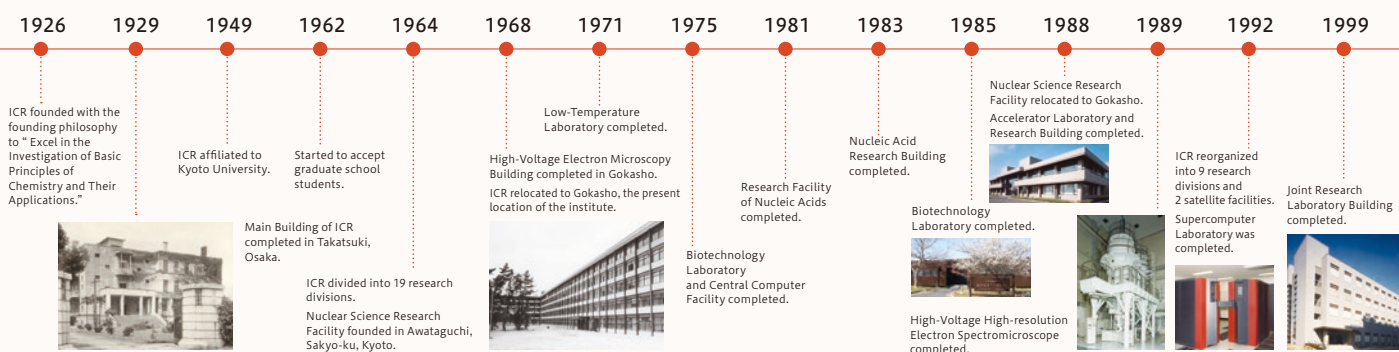 1926
1929
1949
1962
1964
1968
1971
1975
1981
1983
1985
1988
1989
1992
1999
ICR founded with the
founding philosophy
to “ Excel in the
Investigation of Basic
Principles of
Chemistry and Their
Applications.”
Main Building of ICR
completed in Takatsuki,
Osaka.
ICR affiliated to
Kyoto University.
Started to accept
graduate school
students.
ICR divided into 19 research
divisions.
Nuclear Science Research
Facility founded in Awataguchi,
Sakyo-ku, Kyoto.
High-Voltage Electron Microscopy
Building completed in Gokasho.
ICR relocated to Gokasho, the present
location of the institute.
Low-Temperature
Laboratory completed.
Biotechnology
Laboratory
and Central Computer
Facility completed.
Research Facility
of Nucleic Acids
completed.
Nucleic Acid
Research Building
completed.
Biotechnology
Laboratory completed.
Nuclear Science Research
Facility relocated to Gokasho.
Accelerator Laboratory and
Research Building completed.
High-Voltage High-resolution
Electron Spectromicroscope
completed.
ICR reorganized
into 9 research
divisions and
2 satellite facilities.
Supercomputer
Laboratory was
completed.
Joint Research
Laboratory Building
completed.